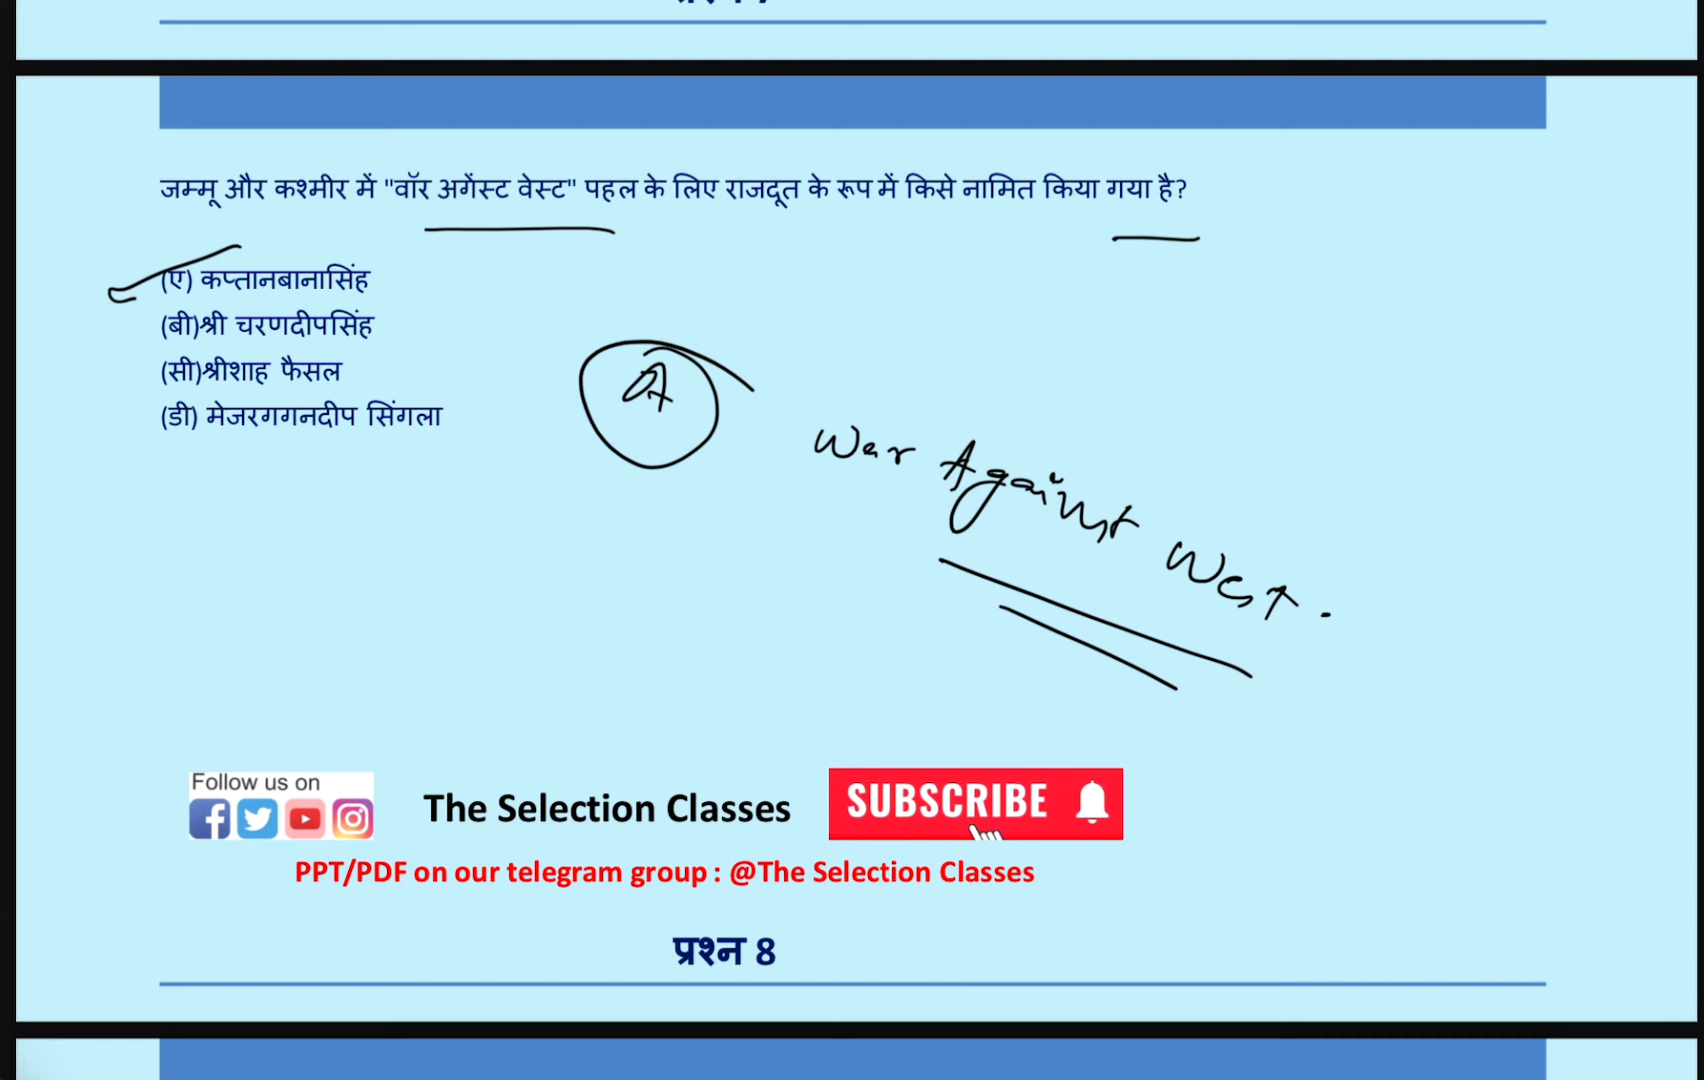 जम्मू और कश्मीर में "वॉर अगेंस्ट वेस्ट" पहल के लिए राजदूत के रूप में किसे नामित किया गया है?
(ए) कप्तानबानासिंह
(बी)श्री चरणदीपसिंह
(सी)श्रीशाह फैसल
(डी) मेजरगगनदीप सिंगला
A
War Against West.
Follow us on
The Selection Classes
SUBSCRIBE
PPT/PDF on our telegram group : @The Selection Classes
प्रश्न 8